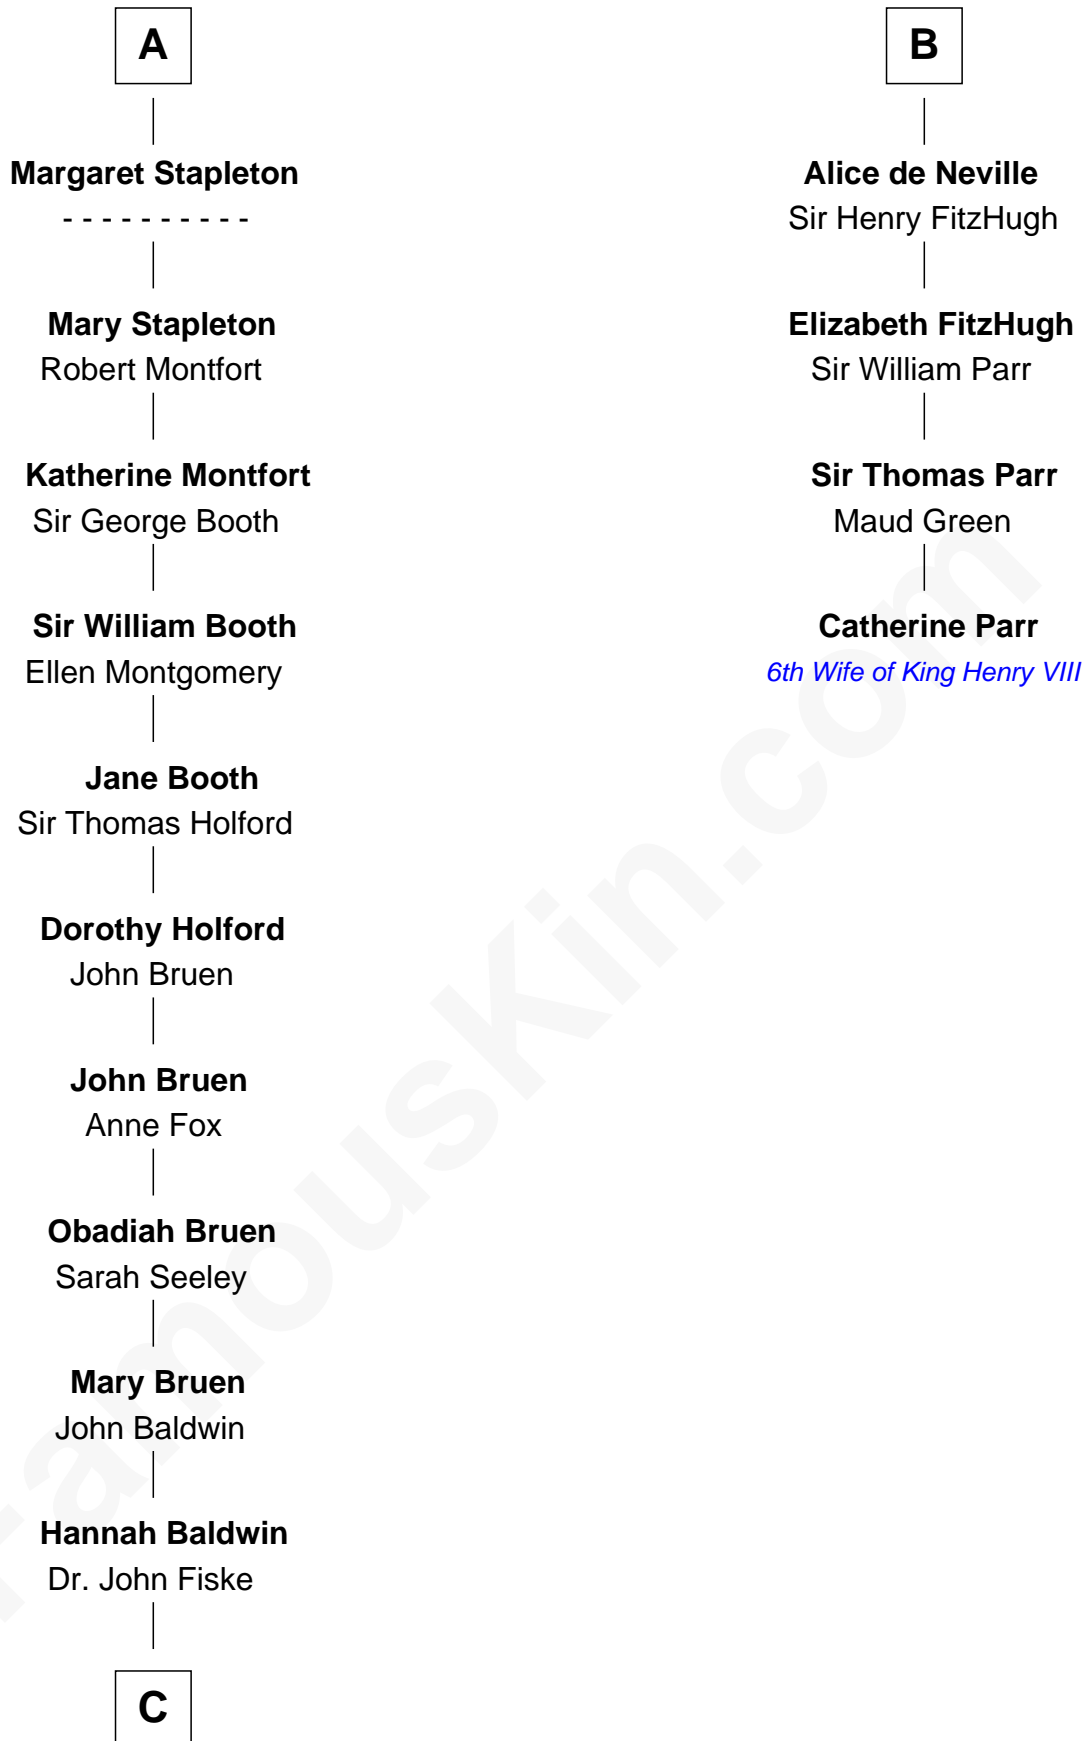 A
Margaret Stapleton
- - - - - - - - - -
Mary Stapleton
Robert Montfort
Katherine Montfort
Sir George Booth
Sir William Booth
Ellen Montgomery
Jane Booth
Sir Thomas Holford
Dorothy Holford
John Bruen
John Bruen
Anne Fox
Obadiah Bruen
Sarah Seeley
Mary Bruen
John Baldwin
Hannah Baldwin
Dr. John Fiske
C
B
Alice de Neville
Sir Henry FitzHugh
Elizabeth FitzHugh
Sir William Parr
Sir Thomas Parr
Maud Green
Catherine Parr
6th Wife of King Henry VIII
FamousKin.com